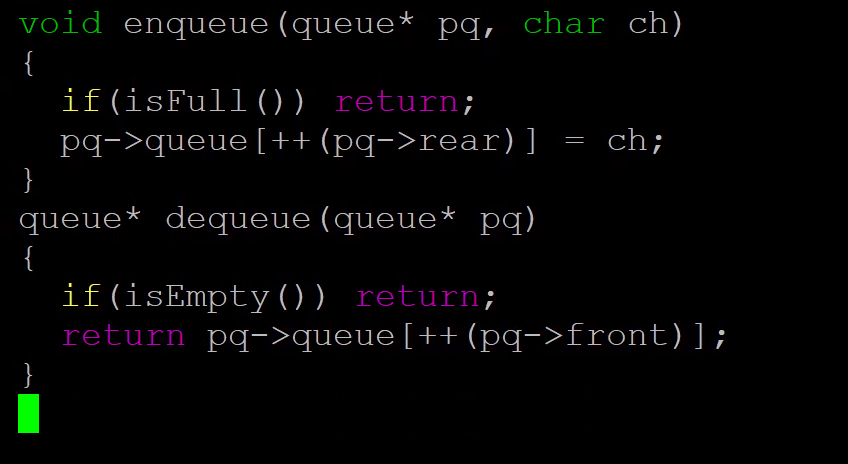 void enqueue(queue* pq, char ch)
{
  if(isFull()) return;
  pq->queue[++(pq->rear)] = ch;
}
queue* dequeue(queue* pq)
{
  if(isEmpty()) return;
  return pq->queue[++(pq->front)];
}